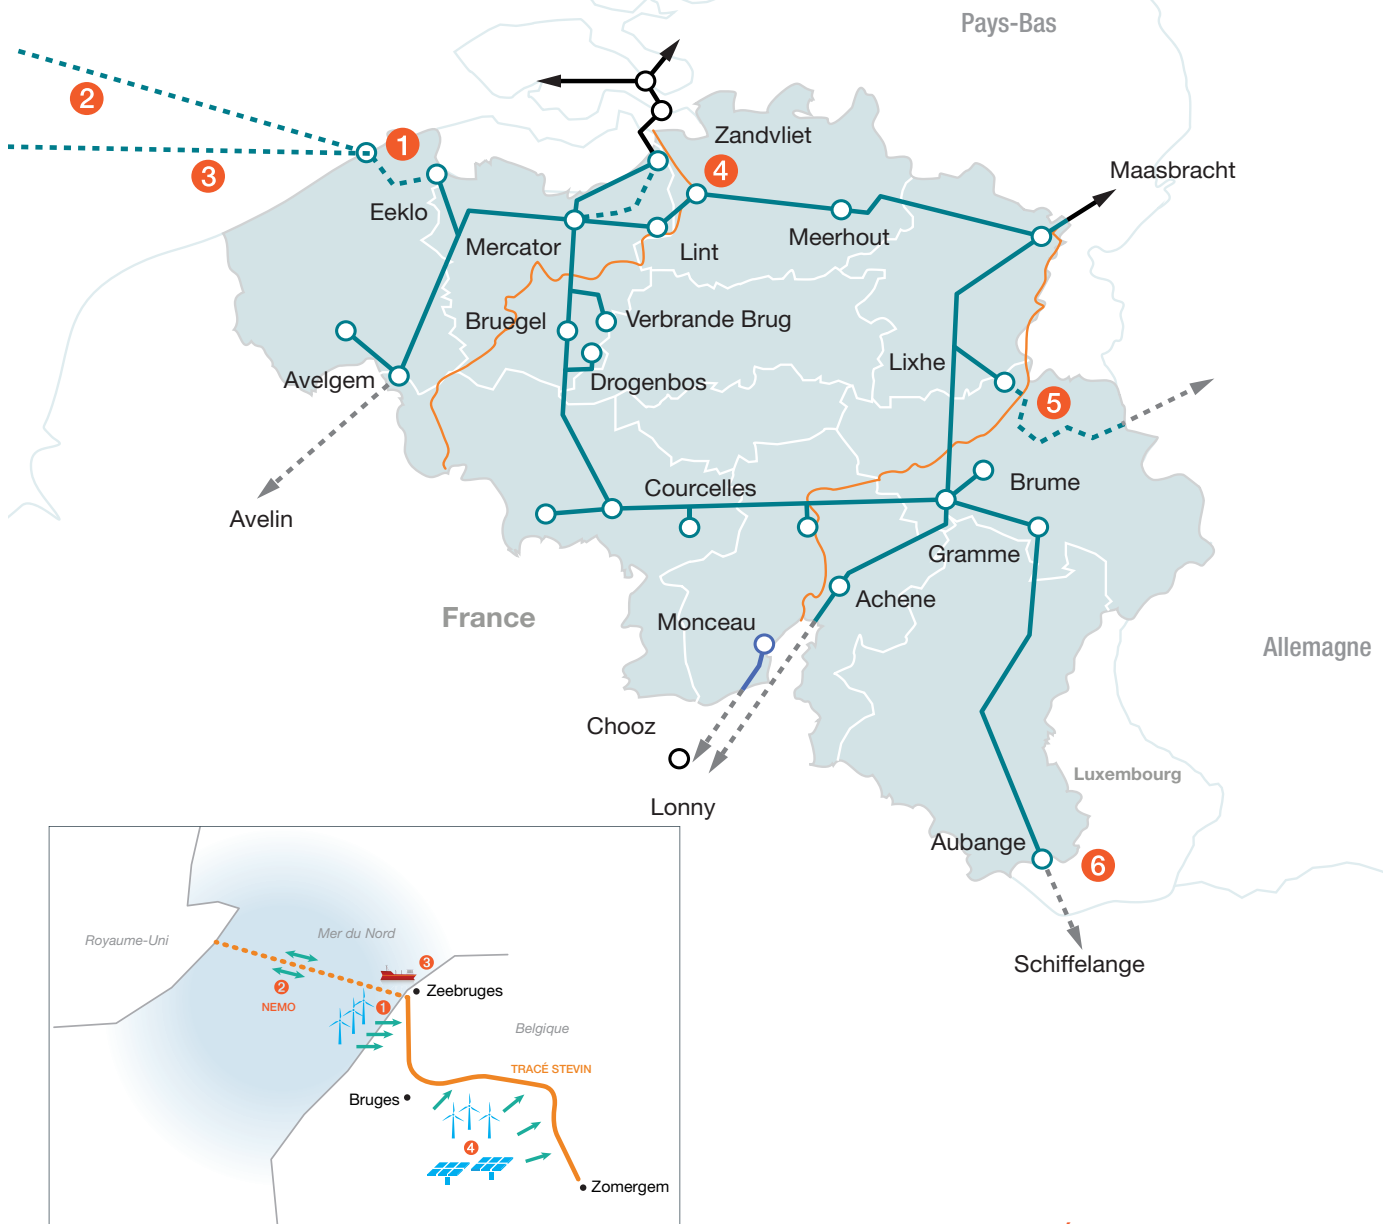 Pays-Bas
2
1
3
Zandvliet
4
Maasbracht
Eeklo
Mercator
Lint
Meerhout
Bruegel
Verbrande Brug
Avelgem
Drogenbos
Lixhe
5
Avelin
Courcelles
Brume
Gramme
France
Achene
Monceau
Allemagne
Chooz
Luxembourg
Lonny
Aubange
6
Schiffelange
Royaume-Uni
Mer du Nord
3
2
NEMO
Zeebruges
1
Belgique
TRACÉ STEVIN
Bruges
4
Zomergem